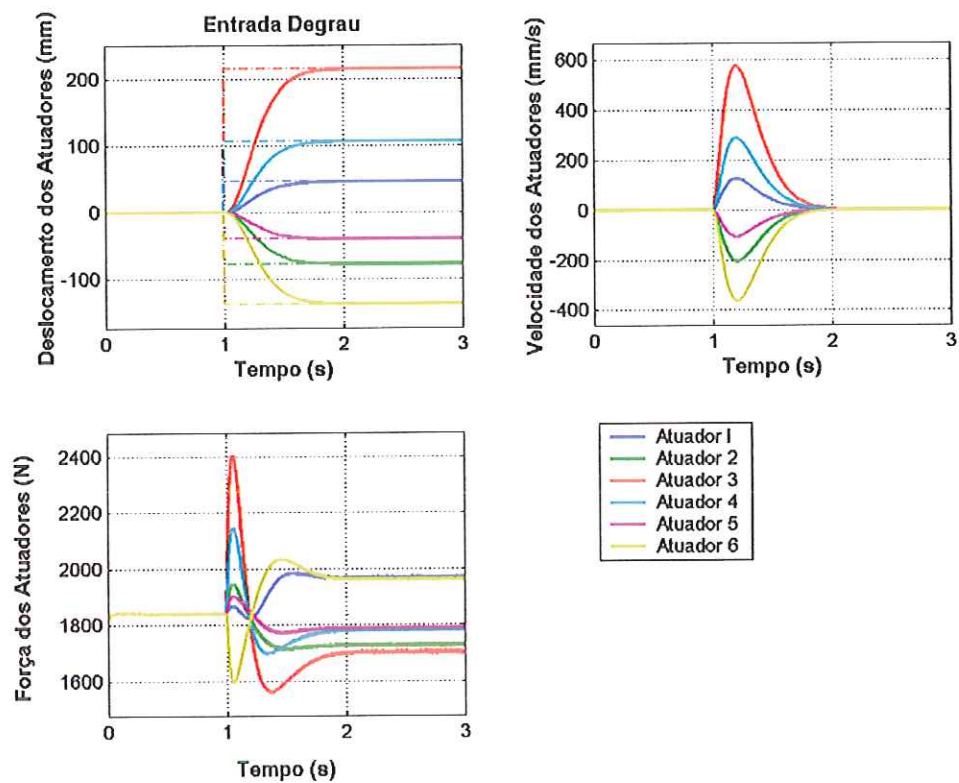 Entrada Degrau
Deslocamento dos Atuadores (mm)
200
100
0
-100
0 1 2 3
Tempo (s)
Velocidade dos Atuadores (mm/s)
600
400
200
0
-200
-400
0 1 2 3
Tempo (s)
Força dos Atuadores (N)
2400
2200
2000
1800
1600
0 1 2 3
Tempo (s)
Atuador 1
Atuador 2
Atuador 3
Atuador 4
Atuador 5
Atuador 6